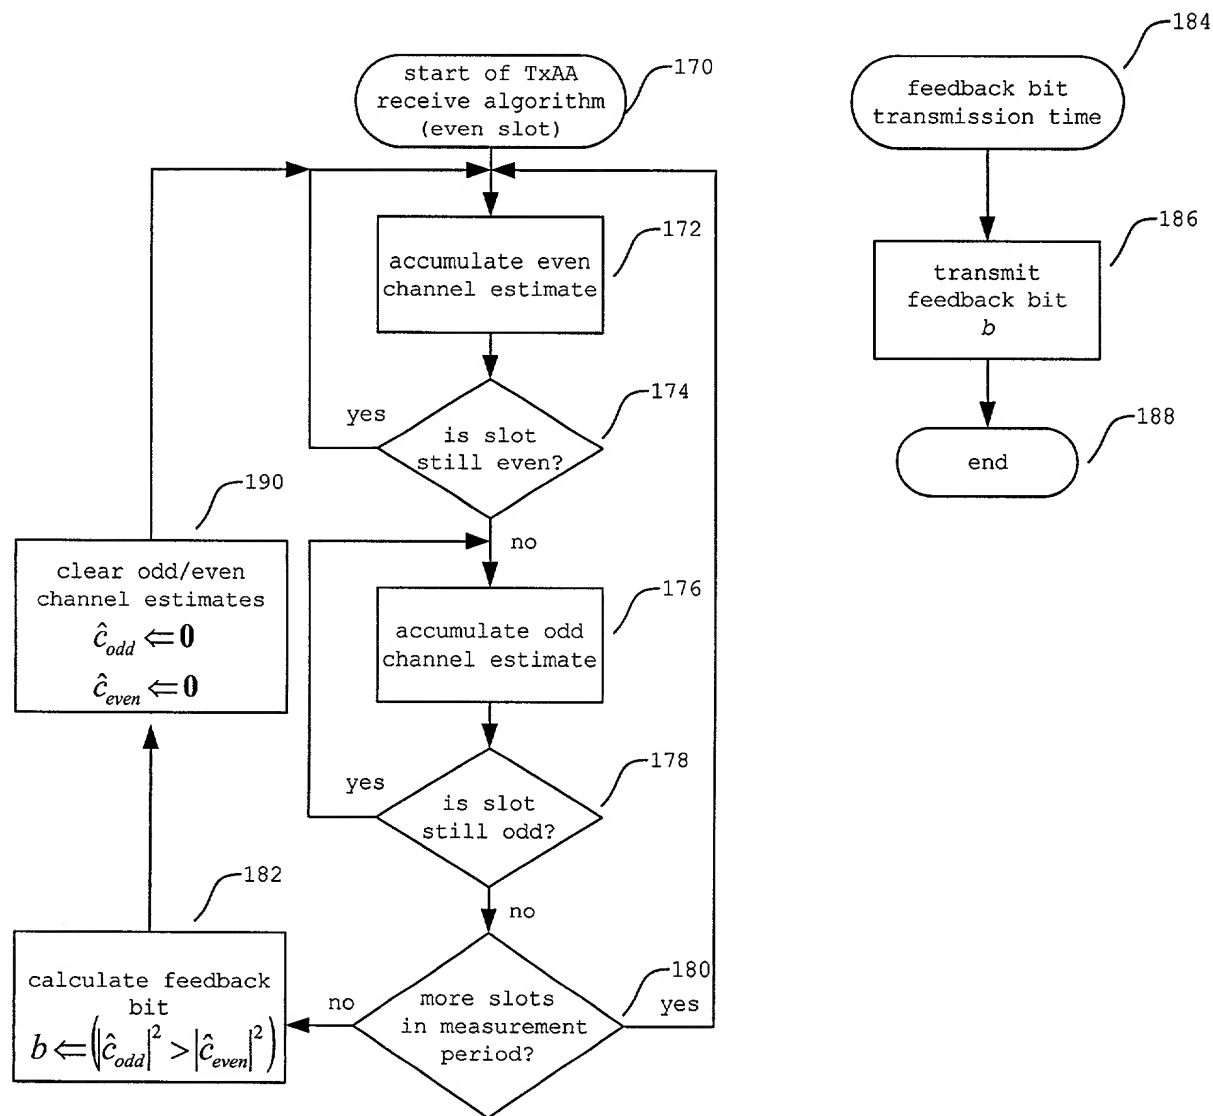 184
start of TxAA
receive algorithm
(even slot)
170
feedback bit
transmission time
172
accumulate even
channel estimate
186
transmit
feedback bit
b
174
yes
is slot
still even?
188
end
190
no
clear odd/even
channel estimates
ĉ_odd ⇐ 0
ĉ_even ⇐ 0
176
accumulate odd
channel estimate
178
yes
is slot
still odd?
182
no
calculate feedback
bit
b ⇐ (|ĉ_odd|² > |ĉ_even|²)
no
180
yes
more slots
in measurement
period?